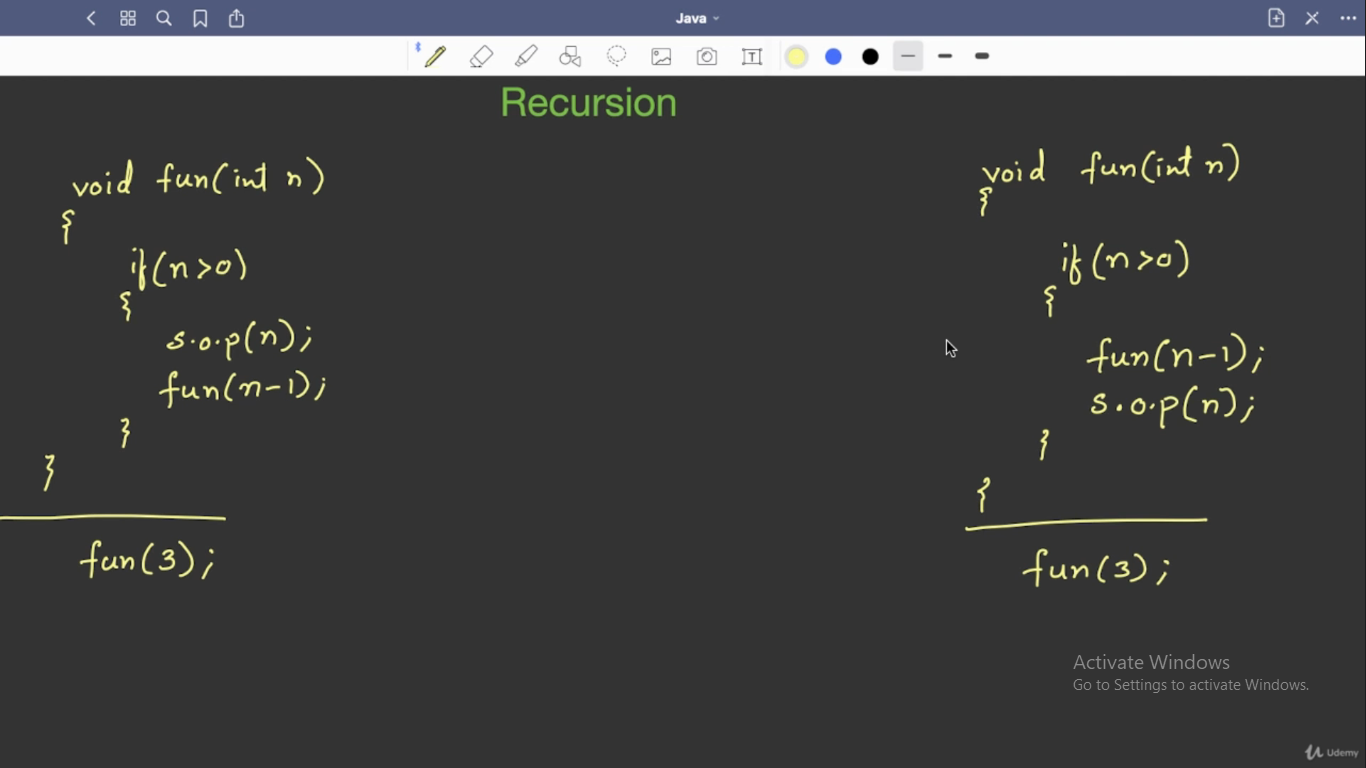 Java
Recursion
void fun(int n)
{
if(n>0)
{
s.o.p(n);
fun(n-1);
}
}
fun(3);
void fun(int n)
{
if(n>0)
{
fun(n-1);
s.o.p(n);
}
{
fun(3);
Activate Windows
Go to Settings to activate Windows.
Udemy